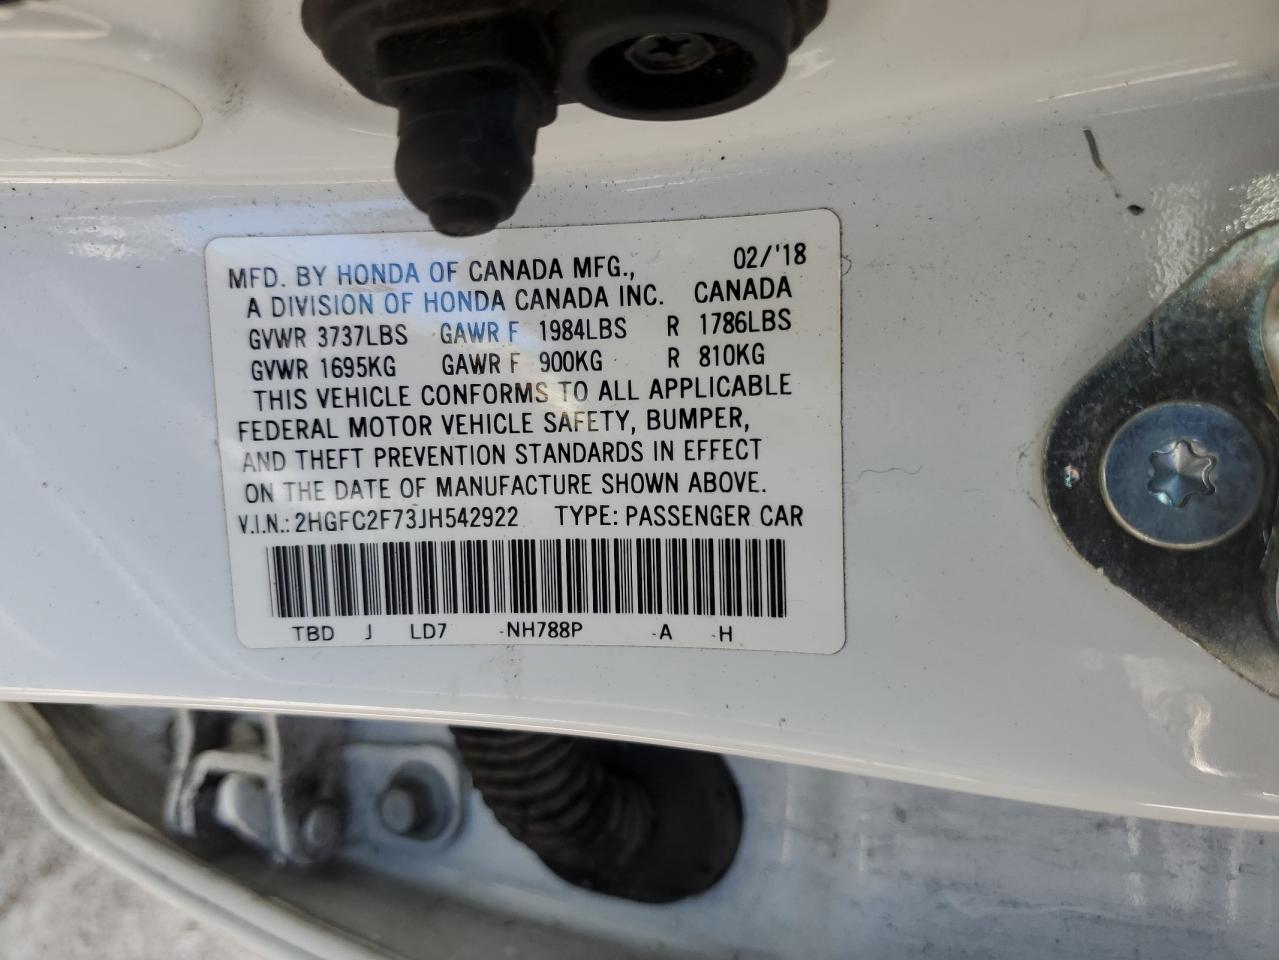 MFD. BY HONDA OF CANADA MFG., 02/'18
A DIVISION OF HONDA CANADA INC. CANADA
GVWR 3737LBS GAWR F 1984LBS R 1786LBS
GVWR 1695KG GAWR F 900KG R 810KG
THIS VEHICLE CONFORMS TO ALL APPLICABLE
FEDERAL MOTOR VEHICLE SAFETY, BUMPER,
AND THEFT PREVENTION STANDARDS IN EFFECT
ON THE DATE OF MANUFACTURE SHOWN ABOVE.
V.I.N.: 2HGFC2F73JH542922 TYPE: PASSENGER CAR
TBD J LD7 -NH788P -A -H